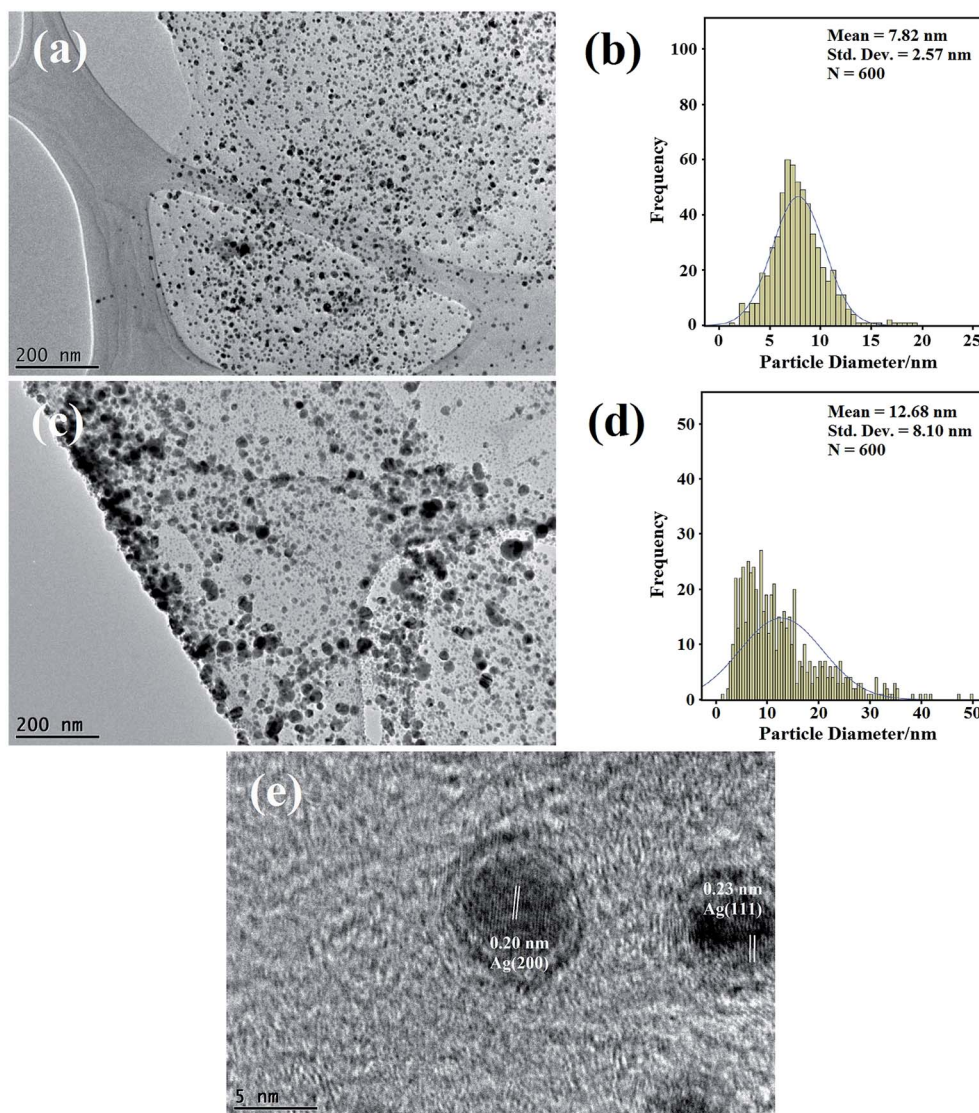 (a)
200 nm
(b)
Mean = 7.82 nm
Std. Dev. = 2.57 nm
N = 600
Frequency
100
80
60
40
20
0
0 5 10 15 20 25
Particle Diameter/nm
(c)
200 nm
(d)
Mean = 12.68 nm
Std. Dev. = 8.10 nm
N = 600
Frequency
50
40
30
20
10
0
0 10 20 30 40 50
Particle Diameter/nm
(e)
0.20 nm
Ag(200)
0.23 nm
Ag(111)
5 nm